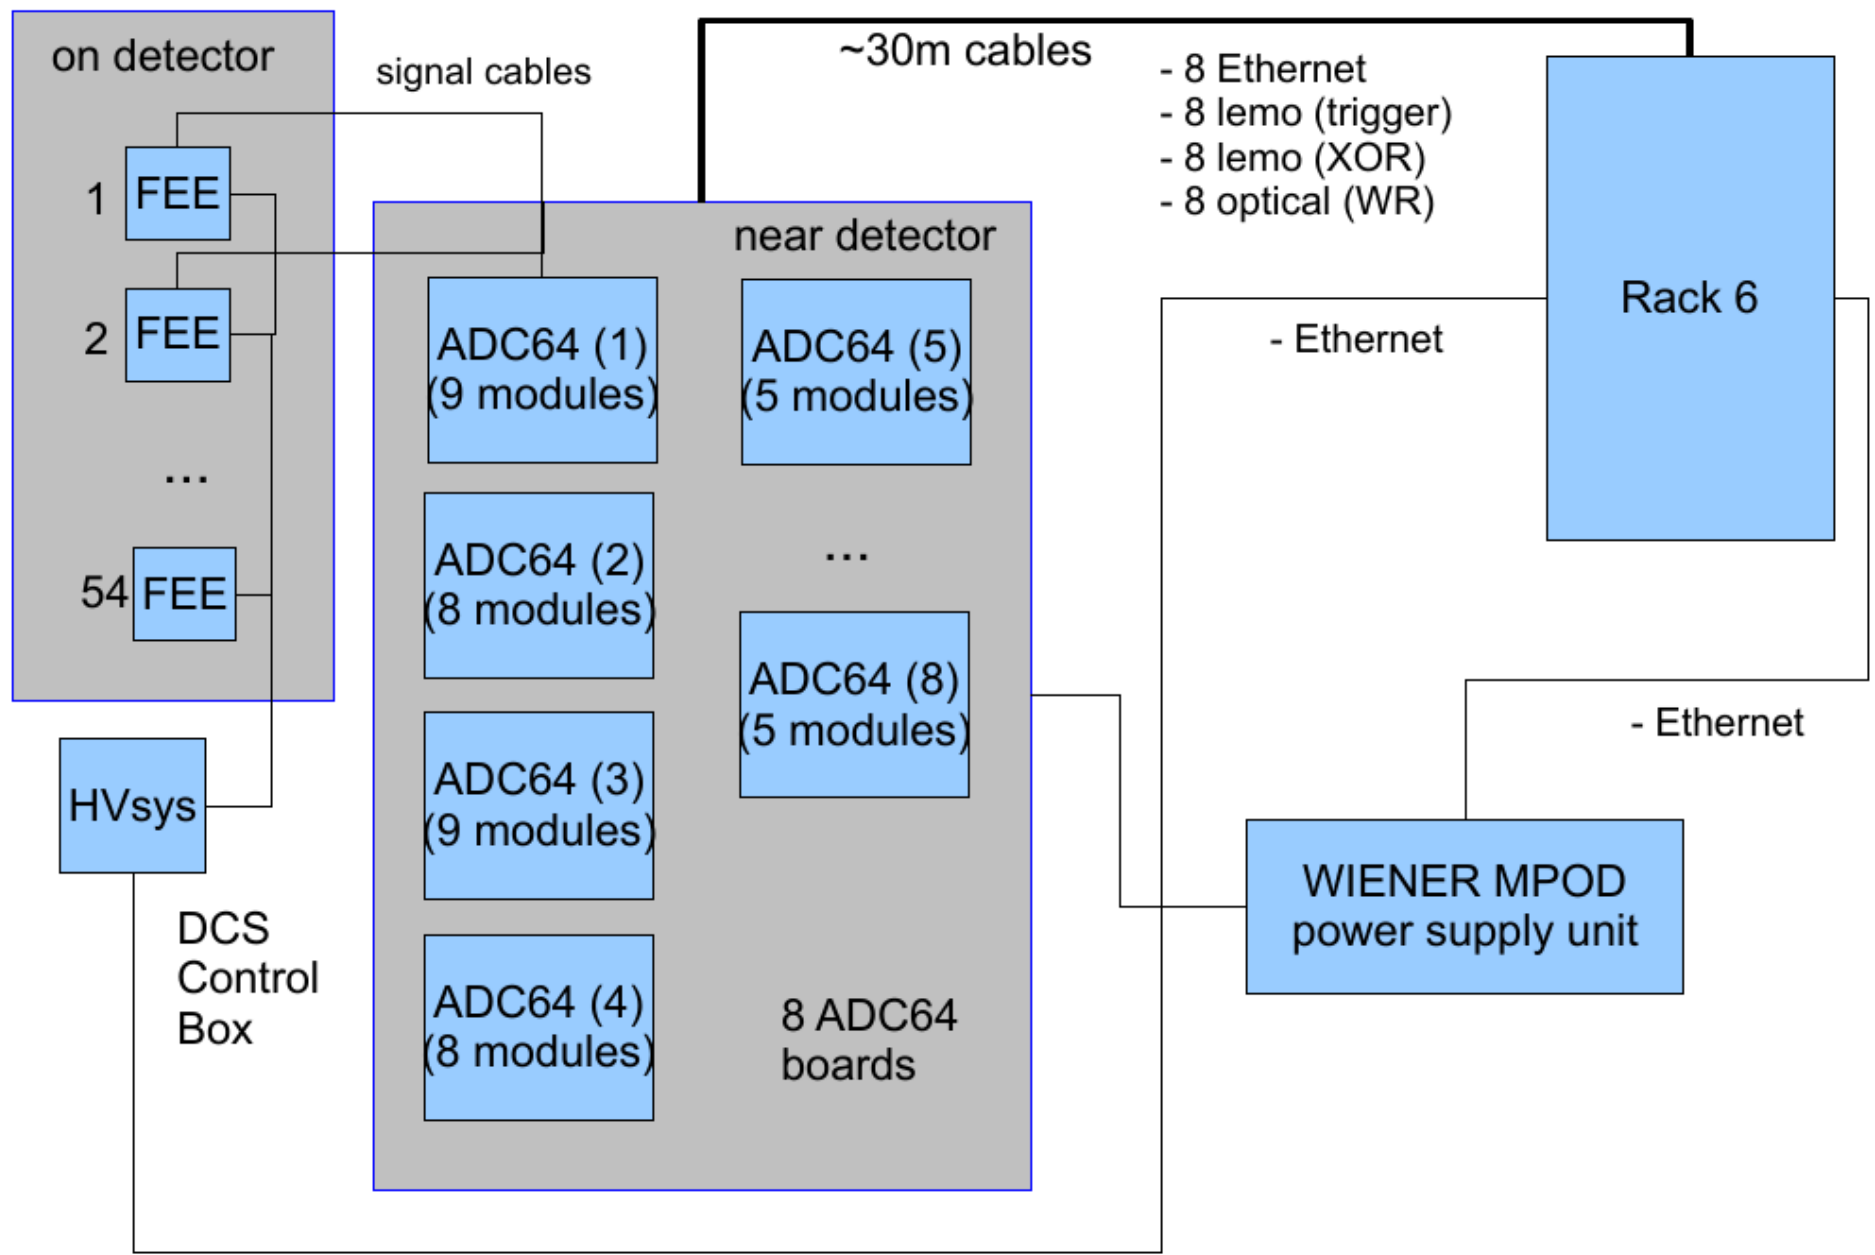 on detector
signal cables
~30m cables
- 8 Ethernet
- 8 lemo (trigger)
- 8 lemo (XOR)
- 8 optical (WR)
1
FEE
2
FEE
...
54
FEE
near detector
ADC64 (1)
(9 modules)
ADC64 (2)
(8 modules)
ADC64 (3)
(9 modules)
ADC64 (4)
(8 modules)
ADC64 (5)
(5 modules)
...
ADC64 (8)
(5 modules)
8 ADC64
boards
Rack 6
- Ethernet
- Ethernet
HVsys
DCS
Control
Box
WIENER MPOD
power supply unit